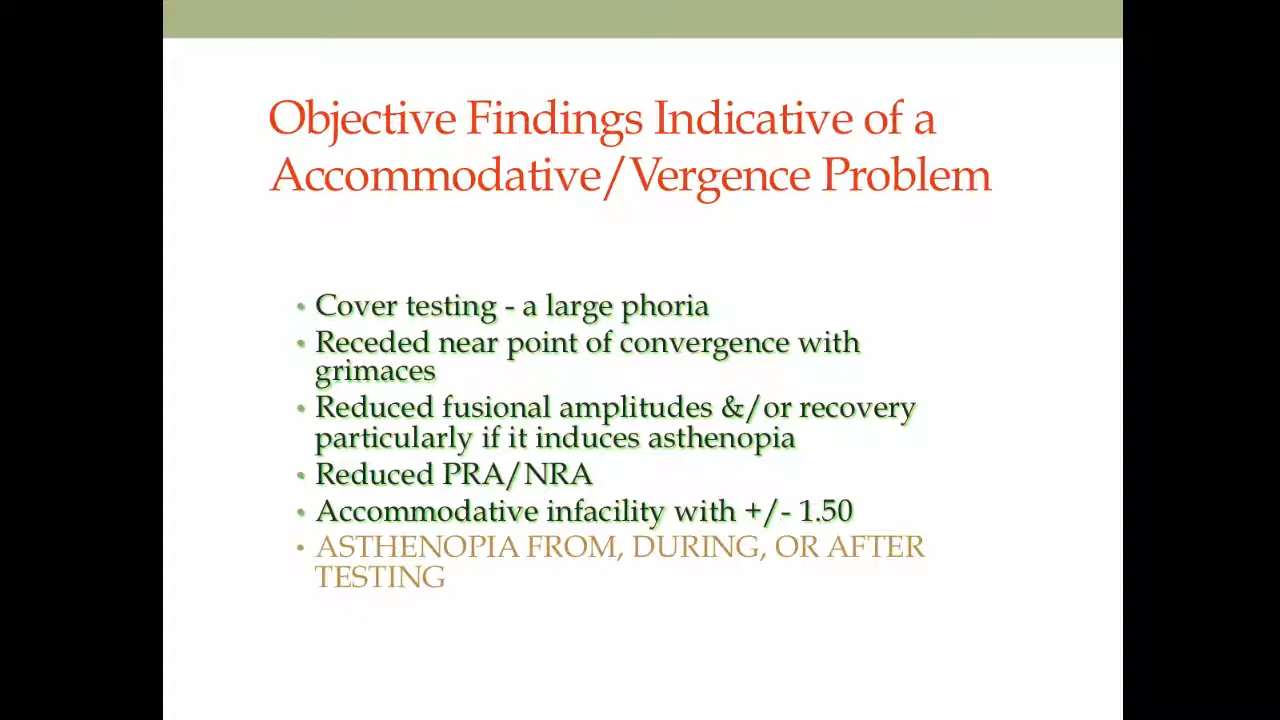 Objective Findings Indicative of a
Accommodative/Vergence Problem
• Cover testing - a large phoria
• Receded near point of convergence with
grimaces
• Reduced fusional amplitudes &/or recovery
particularly if it induces asthenopia
• Reduced PRA/NRA
• Accommodative infacility with +/- 1.50
• ASTHENOPIA FROM, DURING, OR AFTER
TESTING